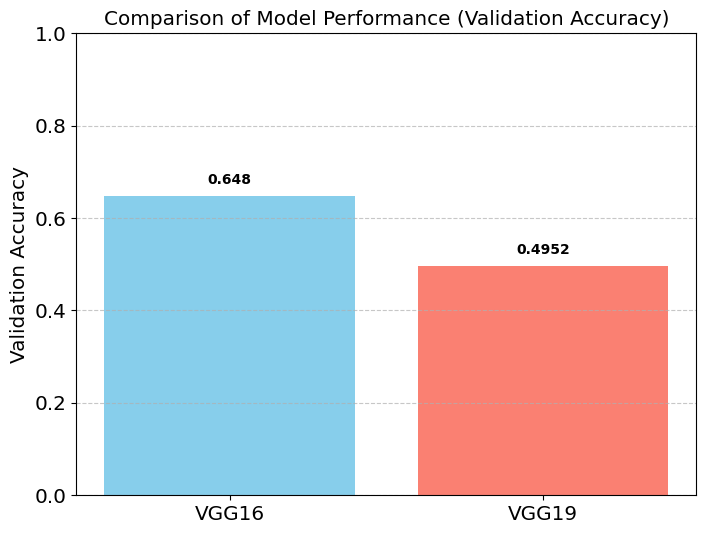 Comparison of Model Performance (Validation Accuracy)
1.0
0.8
0.6
0.4
0.2
0.0
Validation Accuracy
0.648
0.4952
VGG16
VGG19